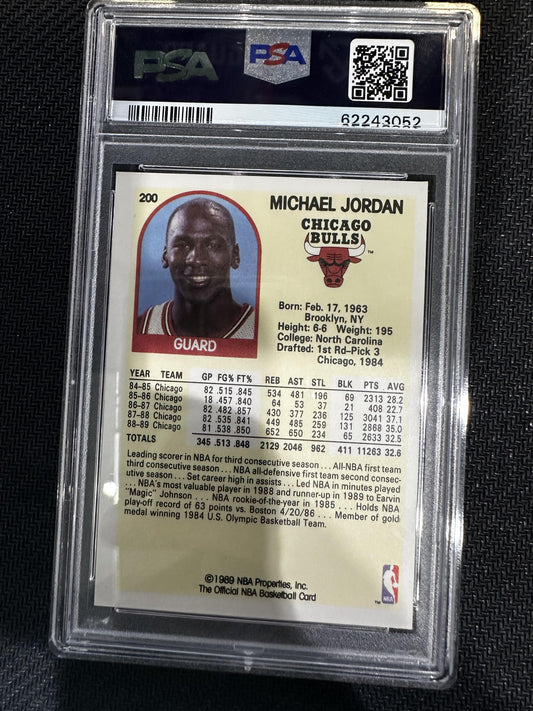 PSA
PSA
62243052
200
MICHAEL JORDAN
CHICAGO
BULLS
TM
GUARD
Born: Feb. 17, 1963
Brooklyn, NY
Height: 6-6 Weight: 195
College: North Carolina
Drafted: 1st Rd–Pick 3
Chicago, 1984
YEAR TEAM GP FG% FT% REB AST STL BLK PTS AVG
84-85 Chicago 82 .515 .845 534 481 196 69 2313 28.2
85-86 Chicago 18 .457 .840 64 53 37 21 408 22.7
86-87 Chicago 82 .482 .857 430 377 236 125 3041 37.1
87-88 Chicago 82 .535 .841 449 485 259 131 2868 35.0
88-89 Chicago 81 .538 .850 652 650 234 65 2633 32.5
TOTALS 345 .513 .848 2129 2046 962 411 11263 32.6
Leading scorer in NBA for third consecutive season . . . All-NBA first team
third consecutive season . . . NBA all-defensive first team second consec-
utive season . . . Set career high in assists . . . Led NBA in minutes played
. . . NBA's most valuable player in 1988 and runner-up in 1989 to Earvin
"Magic" Johnson . . . NBA rookie-of-the-year in 1985 . . . Holds NBA
play-off record of 63 points vs. Boston 4/20/86 . . . Member of gold
medal winning 1984 U.S. Olympic Basketball Team.
©1989 NBA Properties, Inc.
The Official NBA Basketball Card
TM
NBA